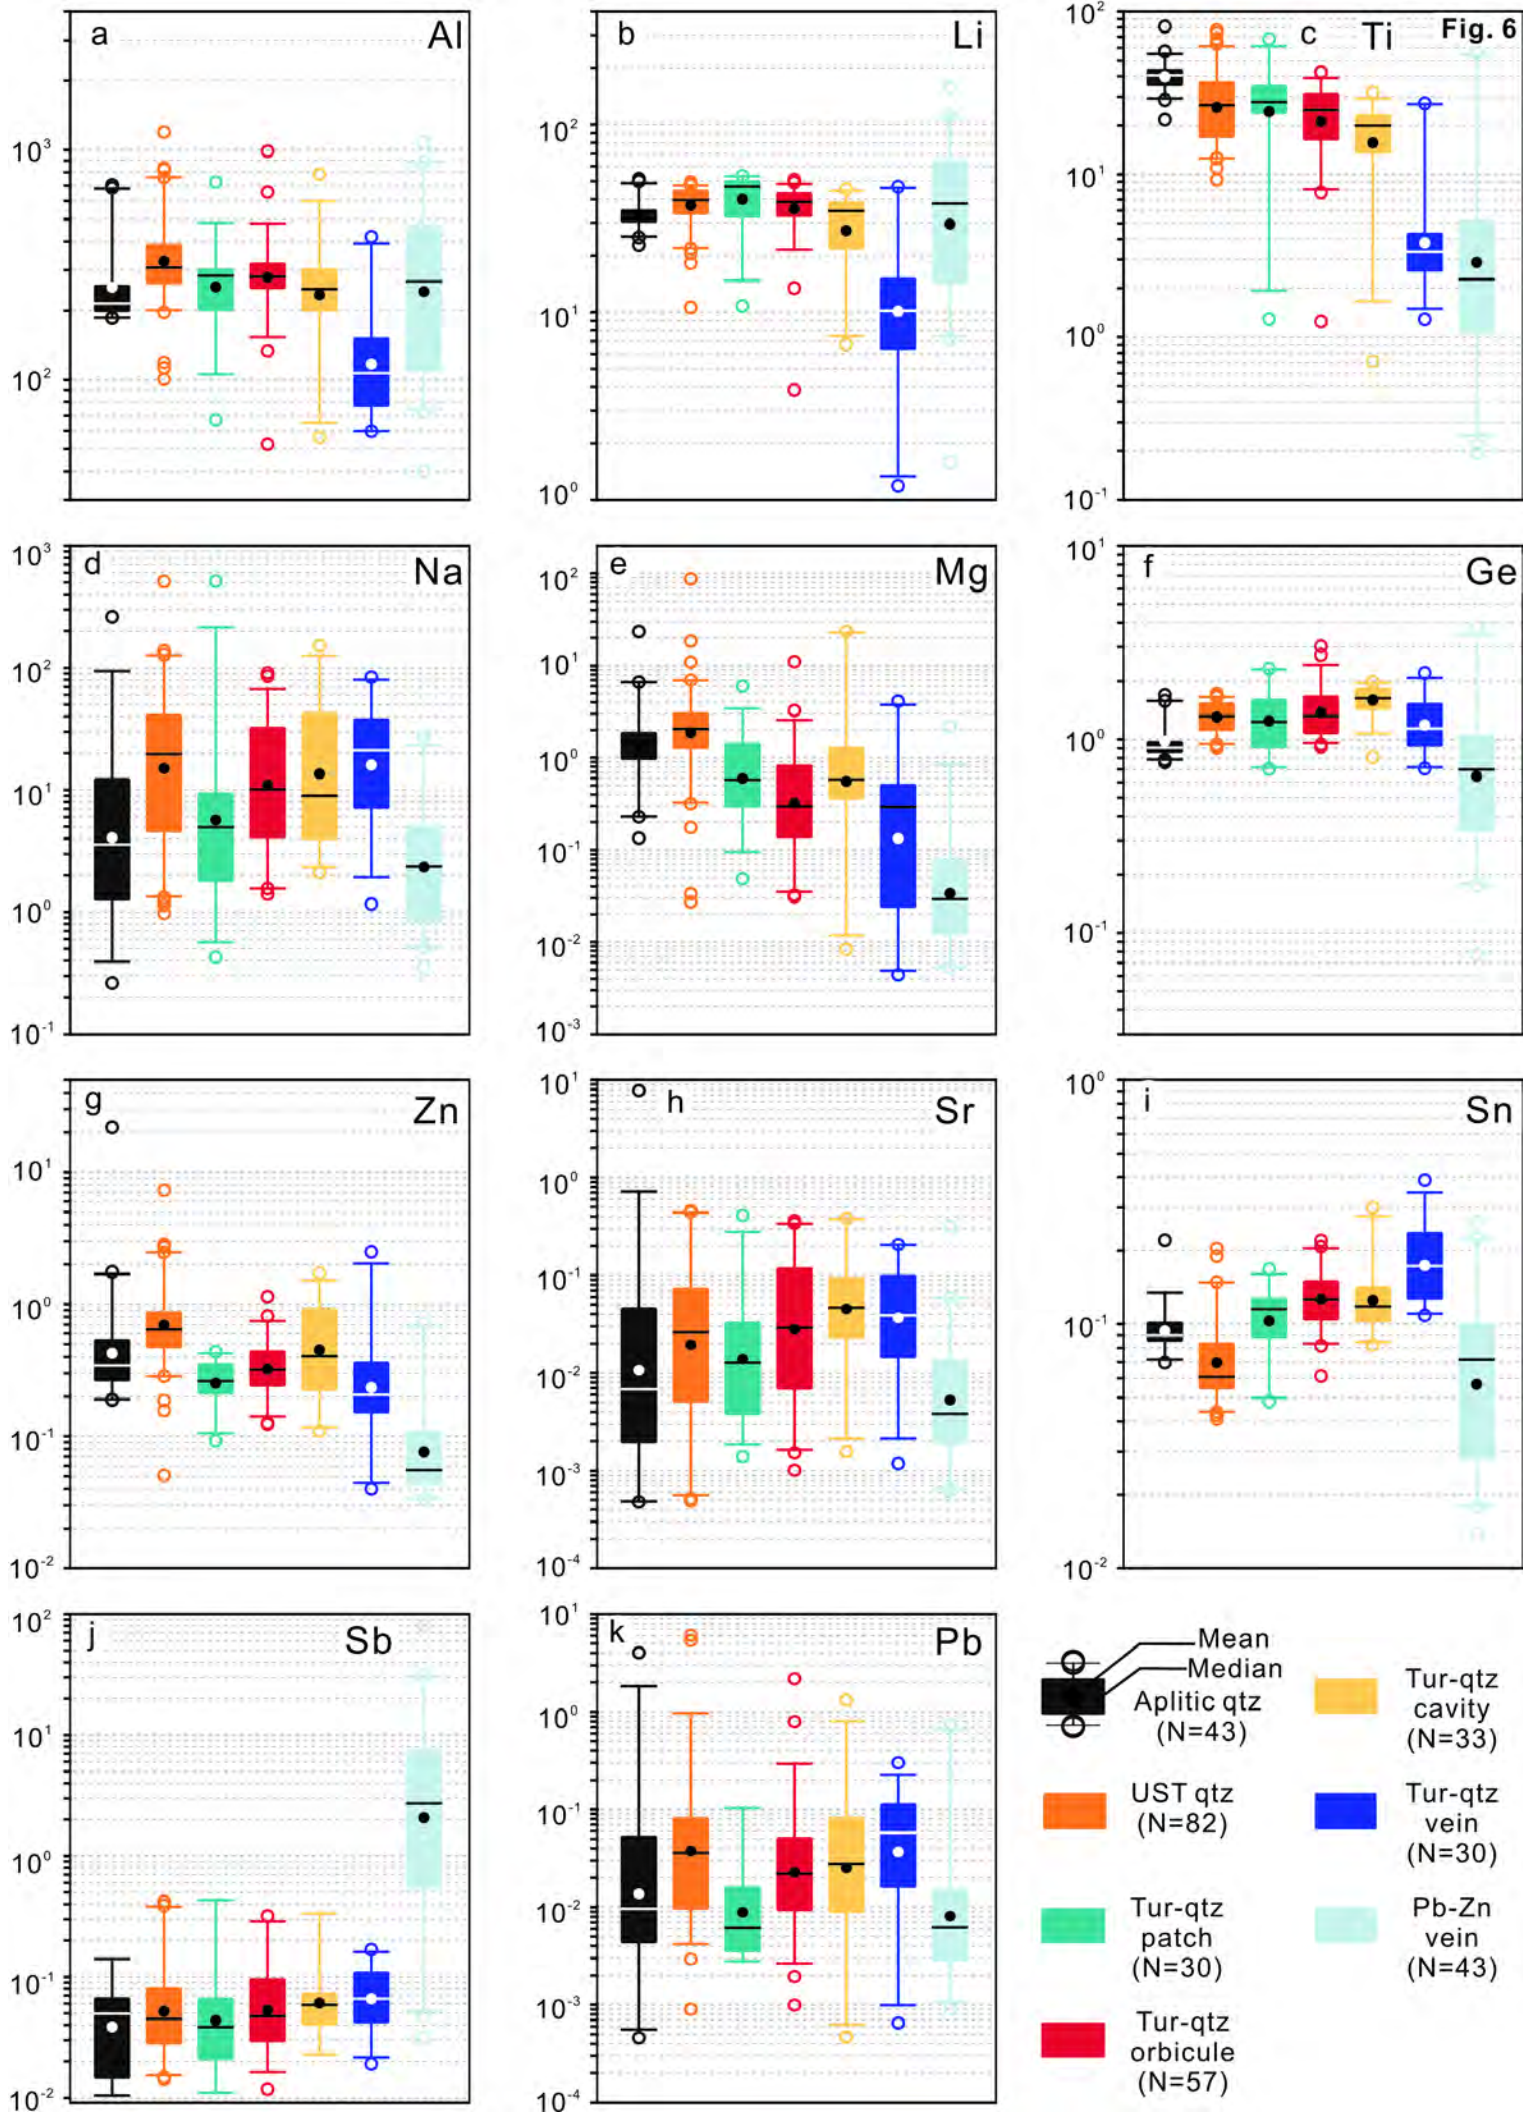 a
Al
10³
10²
b
Li
10²
10¹
10⁰
c
Ti
Fig. 6
10²
10¹
10⁰
10⁻¹
d
Na
10³
10²
10¹
10⁰
10⁻¹
e
Mg
10²
10¹
10⁰
10⁻¹
10⁻²
10⁻³
f
Ge
10¹
10⁰
10⁻¹
g
Zn
10¹
10⁰
10⁻¹
10⁻²
h
Sr
10¹
10⁰
10⁻¹
10⁻²
10⁻³
10⁻⁴
i
Sn
10⁰
10⁻¹
10⁻²
j
Sb
10²
10¹
10⁰
10⁻¹
10⁻²
k
Pb
10¹
10⁰
10⁻¹
10⁻²
10⁻³
10⁻⁴
Mean
Median
Aplitic qtz
(N=43)
UST qtz
(N=82)
Tur-qtz
patch
(N=30)
Tur-qtz
orbicule
(N=57)
Tur-qtz
cavity
(N=33)
Tur-qtz
vein
(N=30)
Pb-Zn
vein
(N=43)